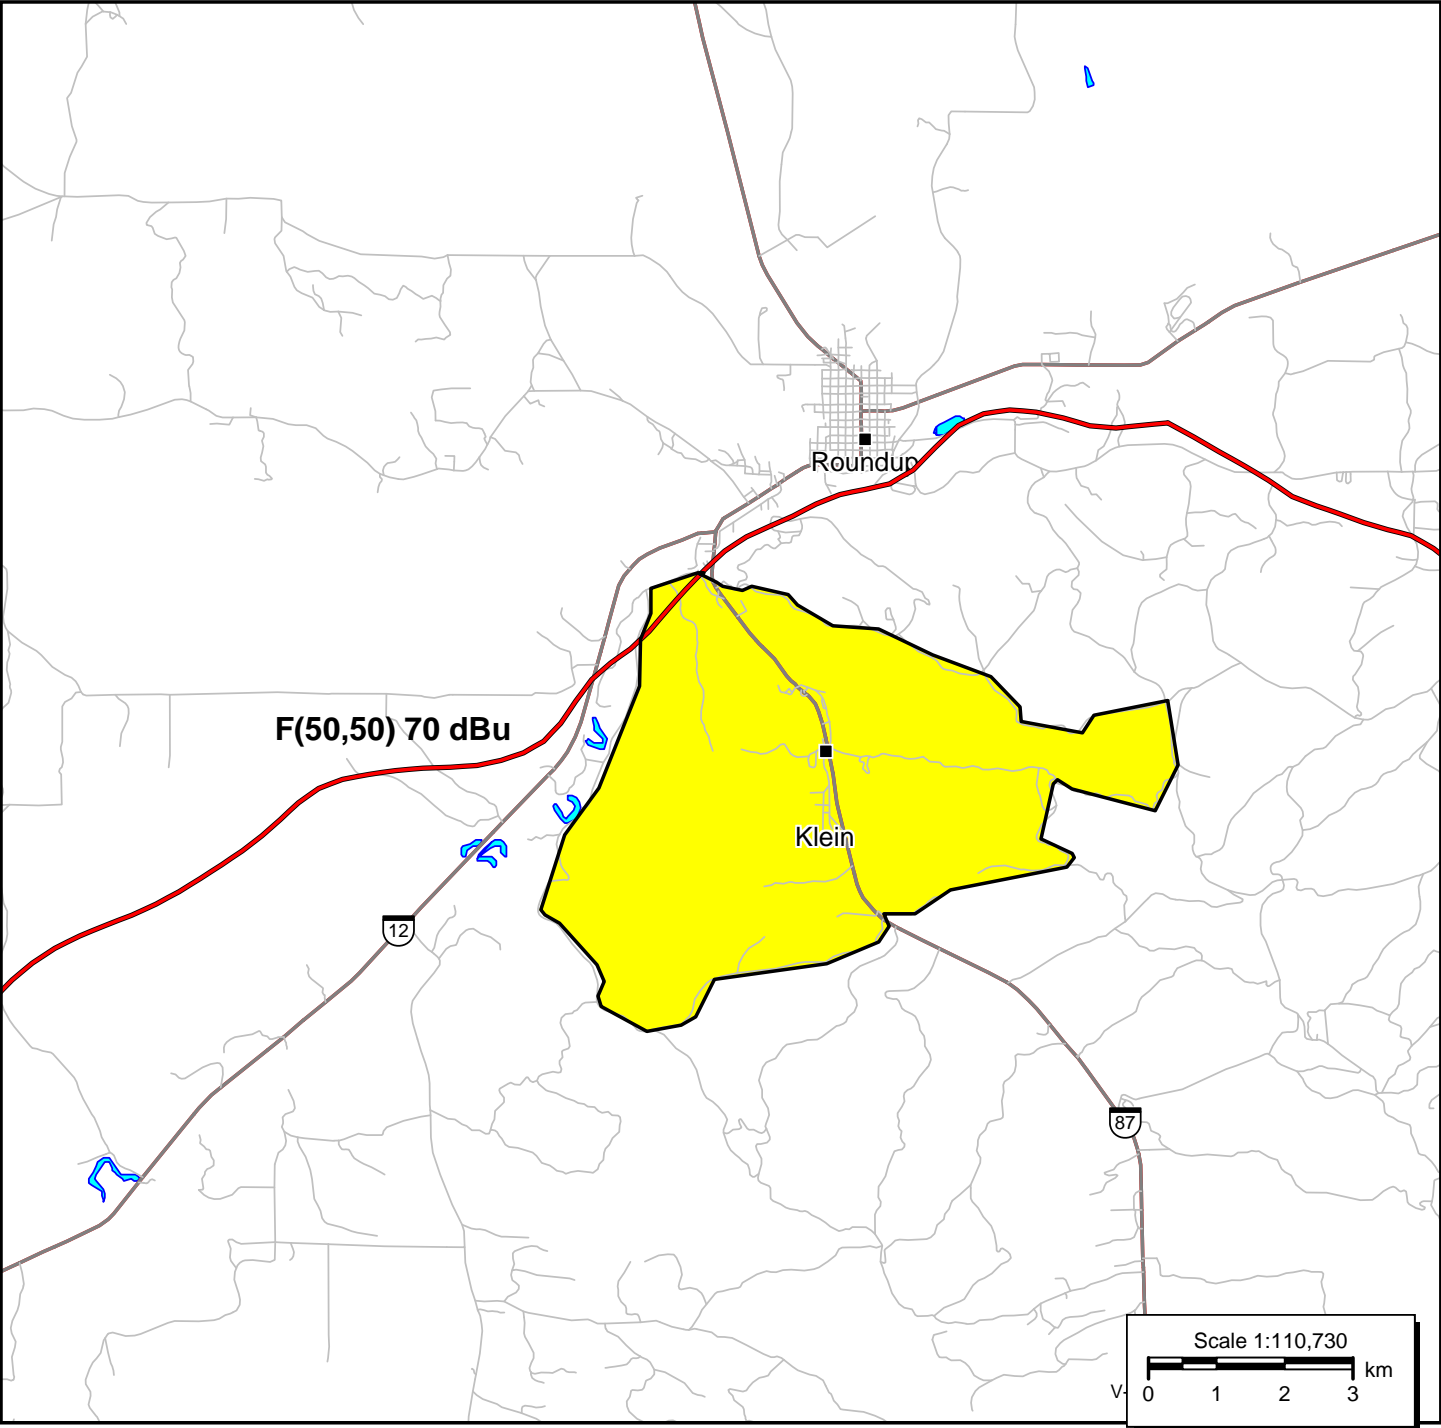 Roundup
F(50,50) 70 dBu
Klein
12
87
Scale 1:110,730
km
V-
0 1 2 3